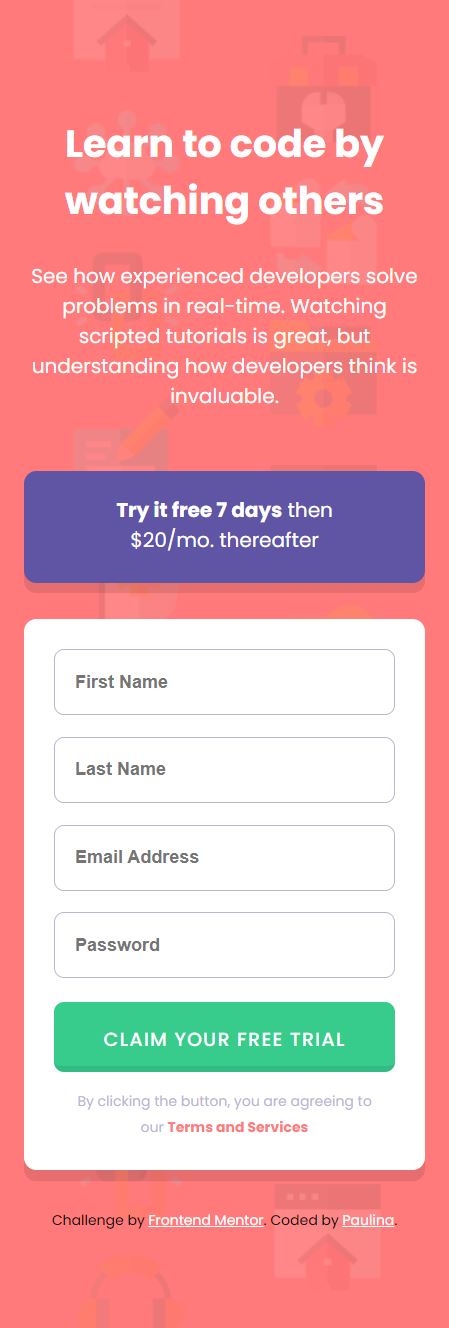 Learn to code by
watching others
See how experienced developers solve
problems in real-time. Watching
scripted tutorials is great, but
understanding how developers think is
invaluable.
Try it free 7 days then
$20/mo. thereafter
First Name
Last Name
Email Address
Password
CLAIM YOUR FREE TRIAL
By clicking the button, you are agreeing to
our Terms and Services
Challenge by Frontend Mentor. Coded by Paulina.